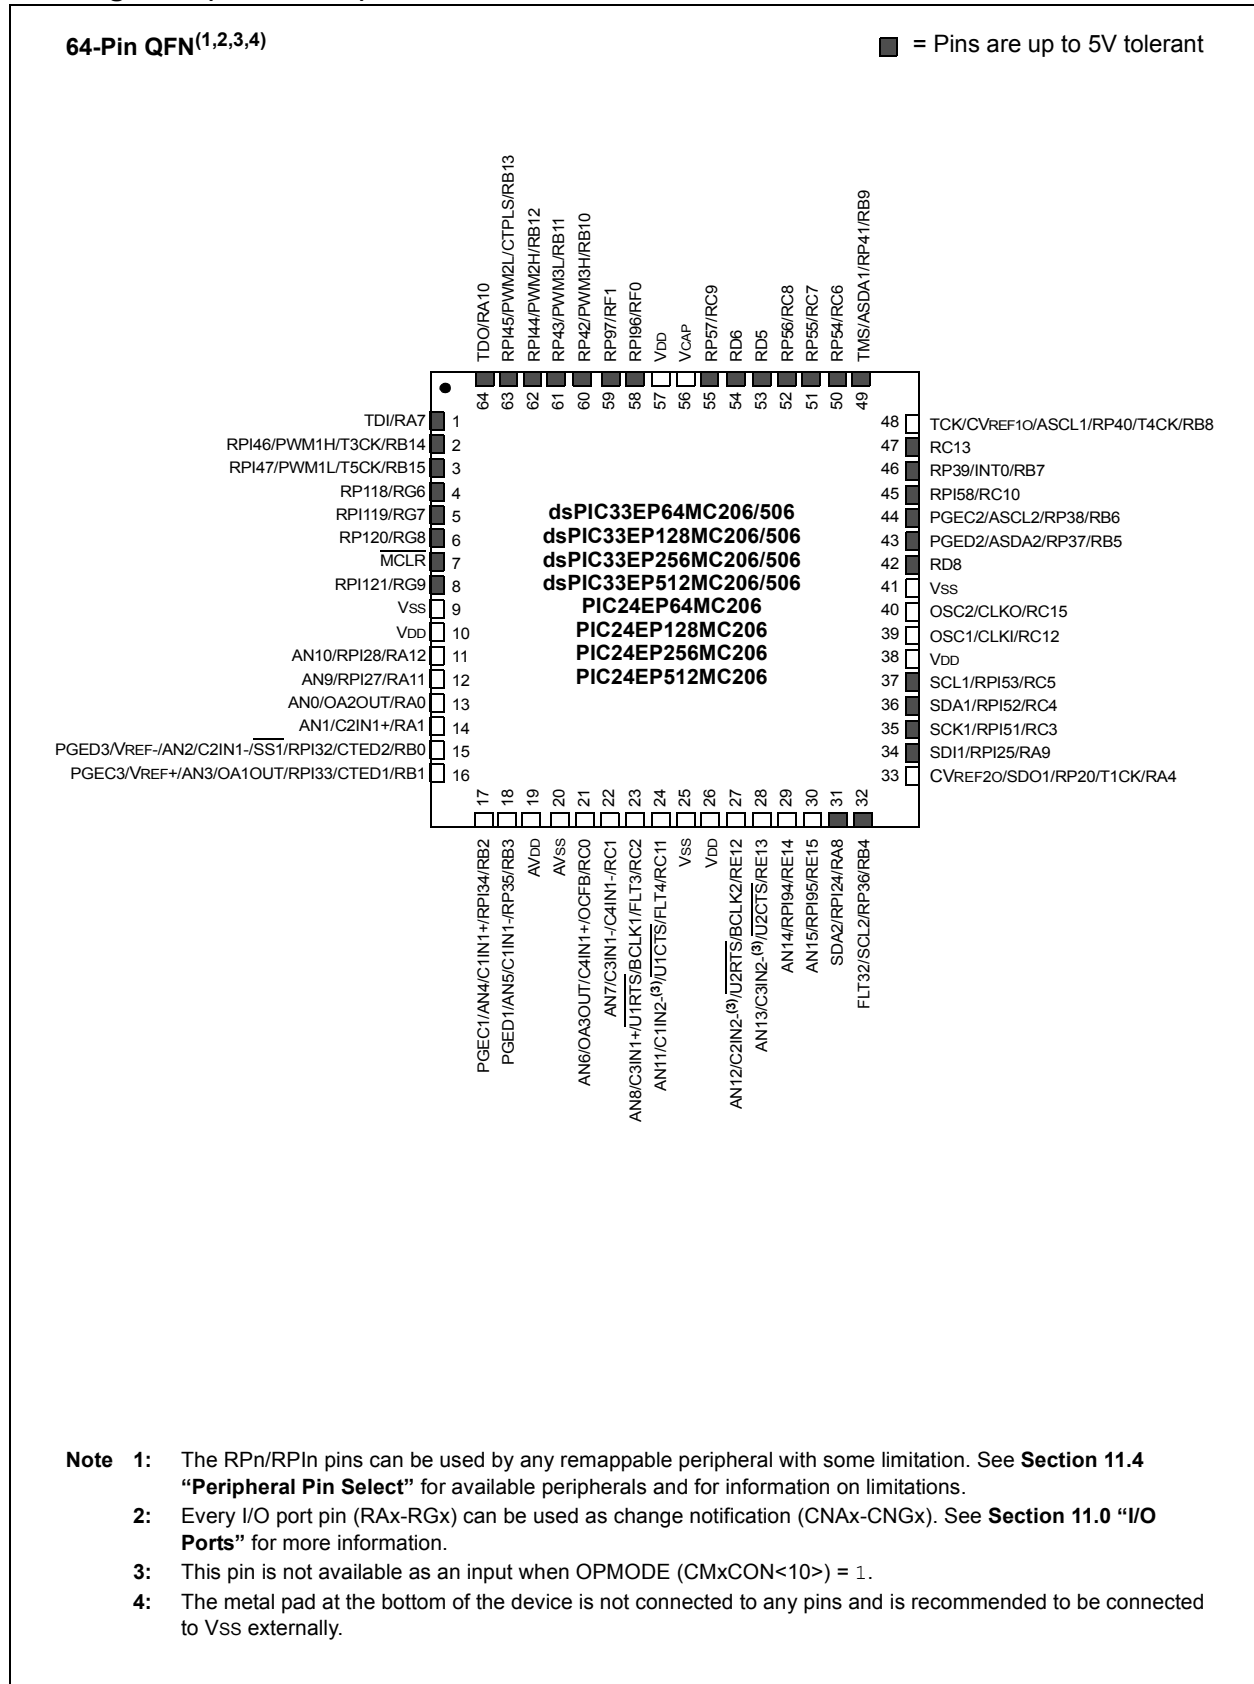 64-Pin QFN(1,2,3,4)
= Pins are up to 5V tolerant
TDO/RA10
RPI45/PWM2L/CTPLS/RB13
RPI44/PWM2H/RB12
RP43/PWM3L/RB11
RP42/PWM3H/RB10
RP97/RF1
RPI96/RF0
VDD
VCAP
RP57/RC9
RD6
RD5
RP56/RC8
RP55/RC7
RP54/RC6
TMS/ASDA1/RP41/RB9
64 63 62 61 60 59 58 57 56 55 54 53 52 51 50 49
TDI/RA7 1
RPI46/PWM1H/T3CK/RB14 2
RPI47/PWM1L/T5CK/RB15 3
RP118/RG6 4
RPI119/RG7 5
RP120/RG8 6
MCLR 7
RPI121/RG9 8
VSS 9
VDD 10
AN10/RPI28/RA12 11
AN9/RPI27/RA11 12
AN0/OA2OUT/RA0 13
AN1/C2IN1+/RA1 14
PGED3/VREF-/AN2/C2IN1-/SS1/RPI32/CTED2/RB0 15
PGEC3/VREF+/AN3/OA1OUT/RPI33/CTED1/RB1 16
dsPIC33EP64MC206/506
dsPIC33EP128MC206/506
dsPIC33EP256MC206/506
dsPIC33EP512MC206/506
PIC24EP64MC206
PIC24EP128MC206
PIC24EP256MC206
PIC24EP512MC206
48 TCK/CVREF1O/ASCL1/RP40/T4CK/RB8
47 RC13
46 RP39/INT0/RB7
45 RPI58/RC10
44 PGEC2/ASCL2/RP38/RB6
43 PGED2/ASDA2/RP37/RB5
42 RD8
41 VSS
40 OSC2/CLKO/RC15
39 OSC1/CLKI/RC12
38 VDD
37 SCL1/RPI53/RC5
36 SDA1/RPI52/RC4
35 SCK1/RPI51/RC3
34 SDI1/RPI25/RA9
33 CVREF2O/SDO1/RP20/T1CK/RA4
17 18 19 20 21 22 23 24 25 26 27 28 29 30 31 32
PGEC1/AN4/C1IN1+/RPI34/RB2
PGED1/AN5/C1IN1-/RP35/RB3
AVDD
AVSS
AN6/OA3OUT/C4IN1+/OCFB/RC0
AN7/C3IN1-/C4IN1-/RC1
AN8/C3IN1+/U1RTS/BCLK1/FLT3/RC2
AN11/C1IN2-(3)/U1CTS/FLT4/RC11
VSS
VDD
AN12/C2IN2-(3)/U2RTS/BCLK2/RE12
AN13/C3IN2-(3)/U2CTS/RE13
AN14/RPI94/RE14
AN15/RPI95/RE15
SDA2/RPI24/RA8
FLT32/SCL2/RP36/RB4
Note 1: The RPn/RPIn pins can be used by any remappable peripheral with some limitation. See Section 11.4
“Peripheral Pin Select” for available peripherals and for information on limitations.
2: Every I/O port pin (RAx-RGx) can be used as change notification (CNAx-CNGx). See Section 11.0 “I/O
Ports” for more information.
3: This pin is not available as an input when OPMODE (CMxCON<10>) = 1.
4: The metal pad at the bottom of the device is not connected to any pins and is recommended to be connected
to VSS externally.